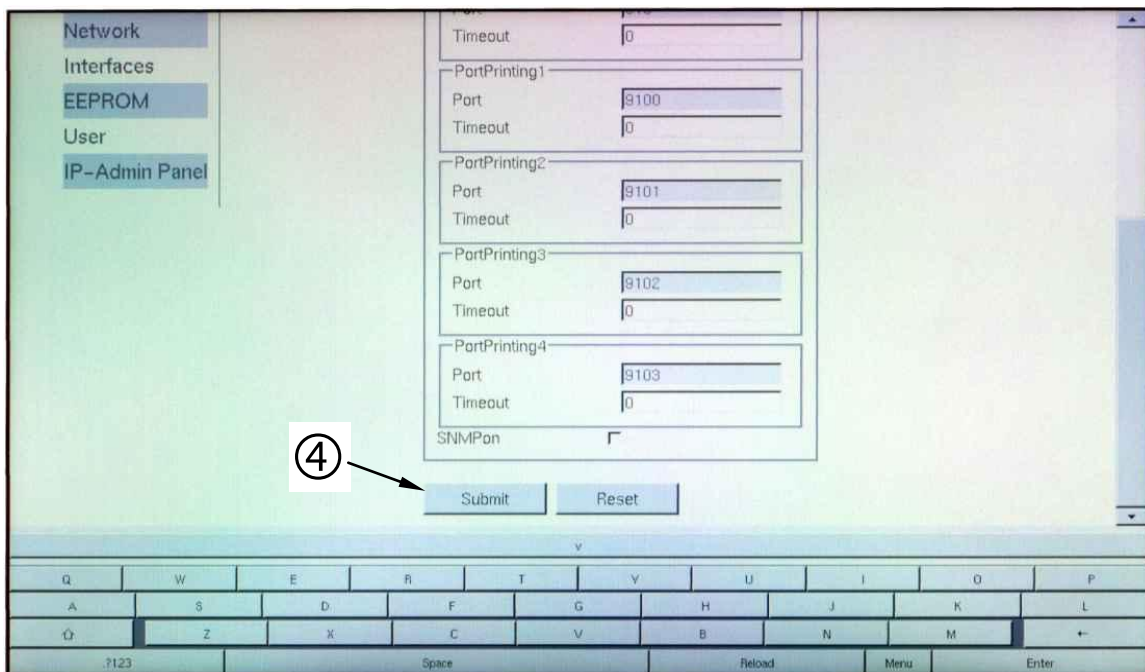 Network
Interfaces
EEPROM
User
IP-Admin Panel
Timeout 0
PortPrinting1
Port 9100
Timeout 0
PortPrinting2
Port 9101
Timeout 0
PortPrinting3
Port 9102
Timeout 0
PortPrinting4
Port 9103
Timeout 0
SNMPon
④
Submit Reset
v
Q W E R T Y U I O P
A S D F G H J K L
Z X C V B N M ←
.?123 Space Reload Menu Enter